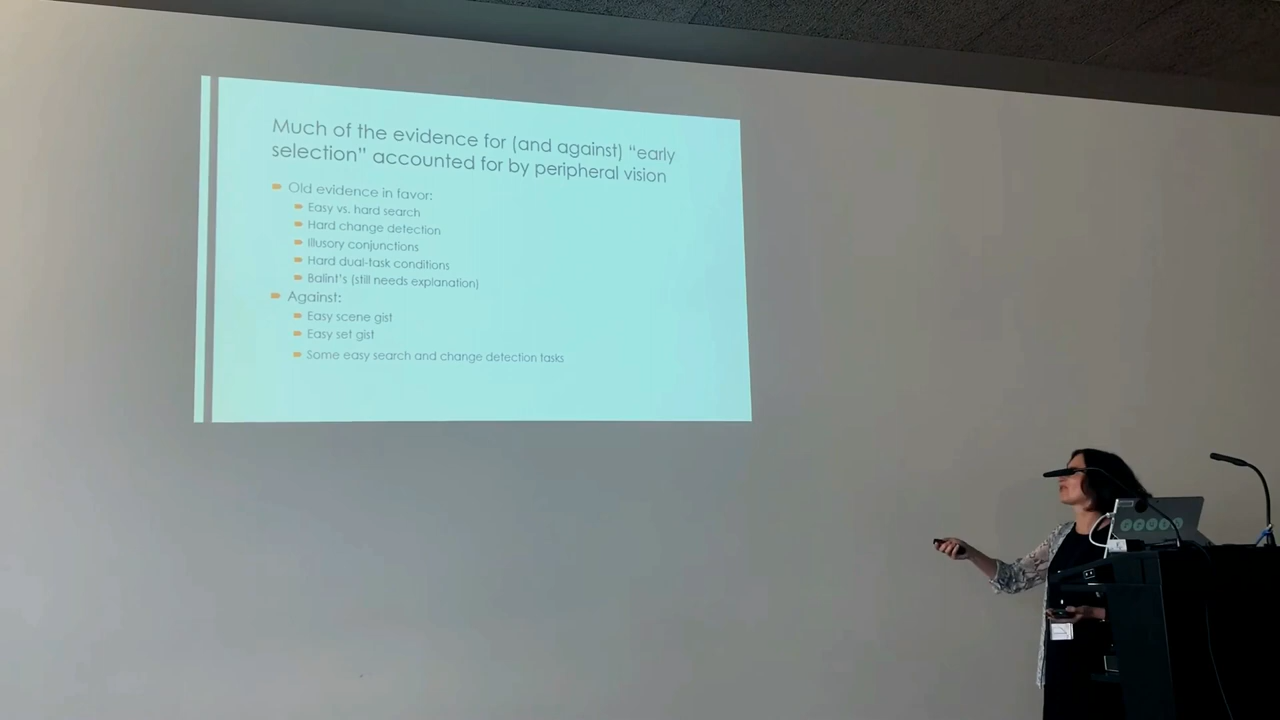 Much of the evidence for (and against) “early
selection” accounted for by peripheral vision
Old evidence in favor:
Easy vs. hard search
Hard change detection
Illusory conjunctions
Hard dual-task conditions
Balint's (still needs explanation)
Against:
Easy scene gist
Easy set gist
Some easy search and change detection tasks